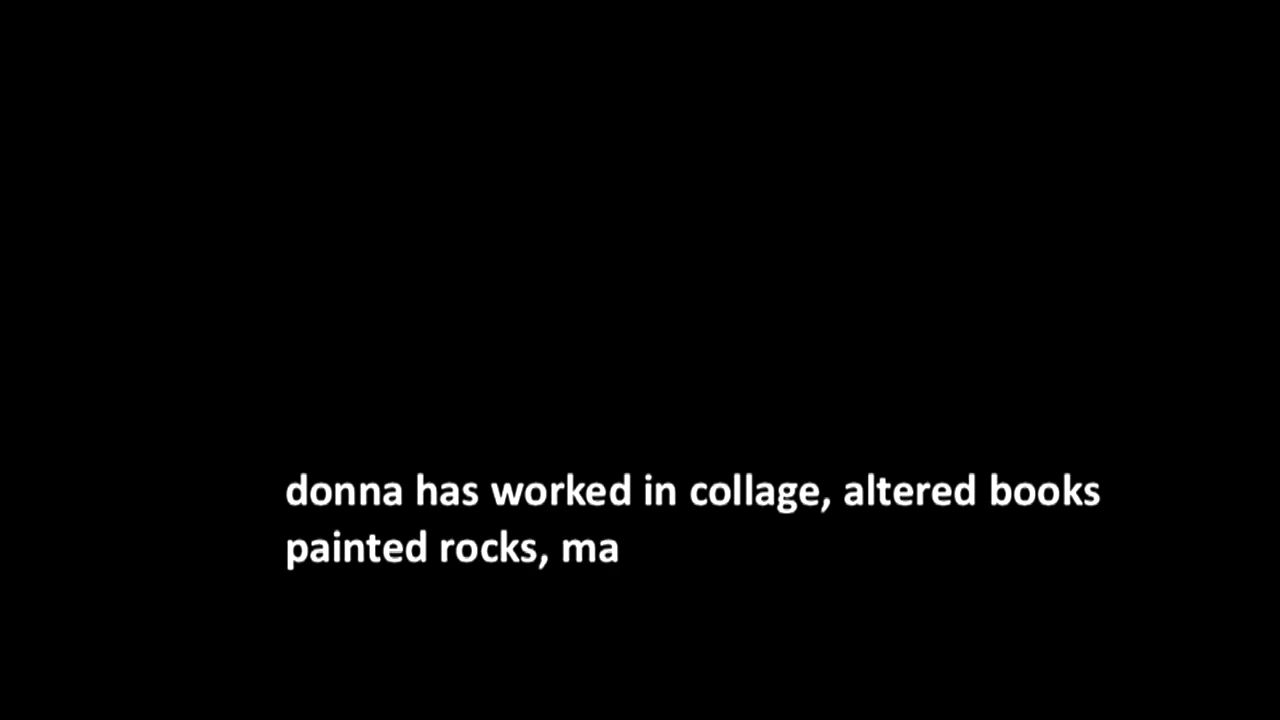 donna has worked in collage, altered books
painted rocks, ma